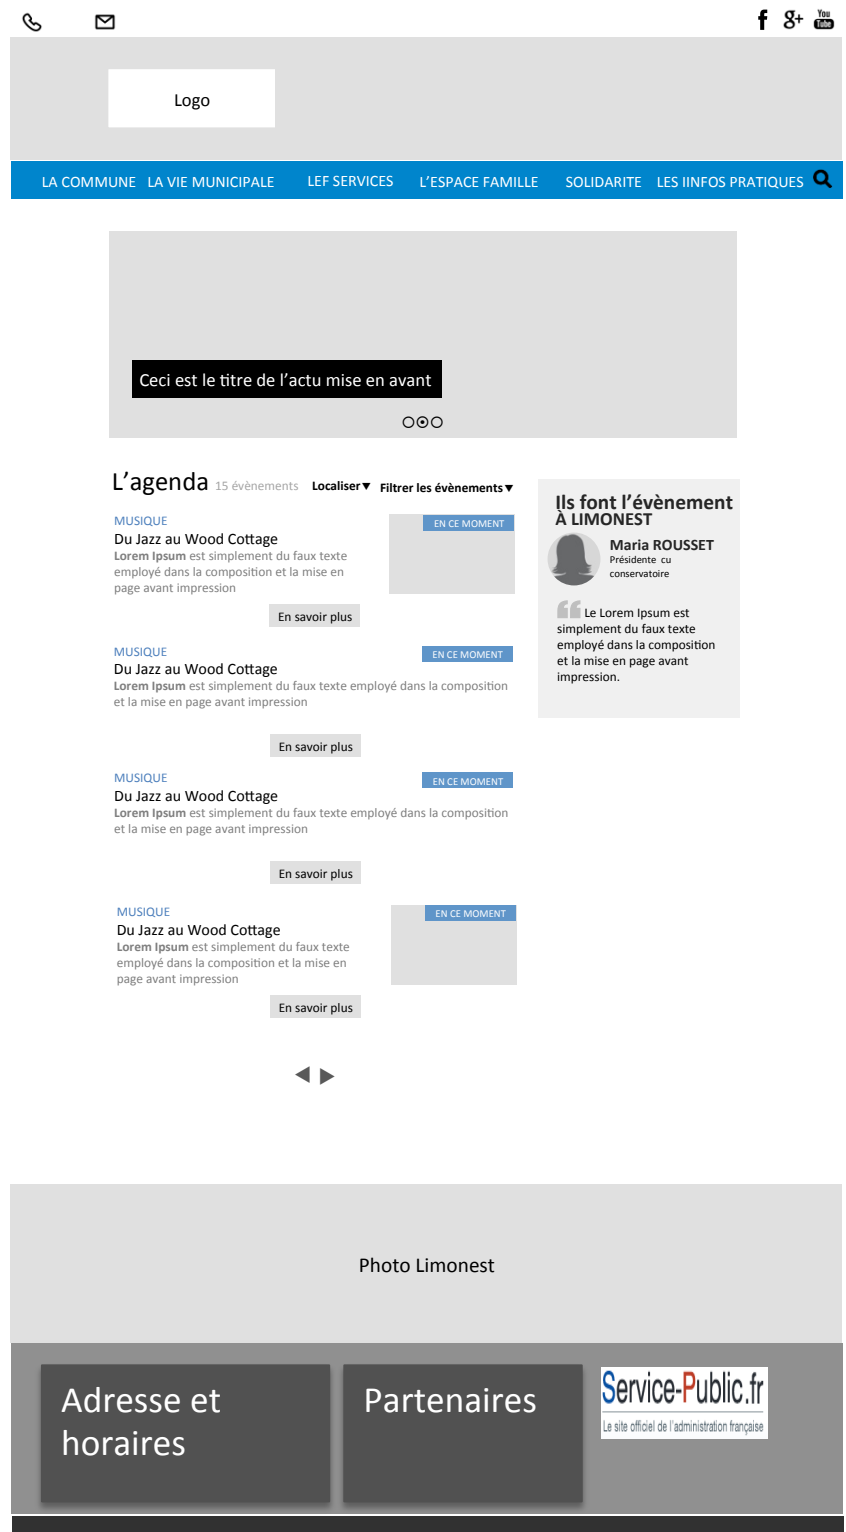 f g+ You Tube
Logo
LA COMMUNE LA VIE MUNICIPALE LEF SERVICES L’ESPACE FAMILLE SOLIDARITE LES IINFOS PRATIQUES
Ceci est le titre de l’actu mise en avant
L’agenda 15 évènements Localiser▼ Filtrer les évènements▼
MUSIQUE
EN CE MOMENT
Du Jazz au Wood Cottage
Lorem Ipsum est simplement du faux texte
employé dans la composition et la mise en
page avant impression
En savoir plus
MUSIQUE
EN CE MOMENT
Du Jazz au Wood Cottage
Lorem Ipsum est simplement du faux texte employé dans la composition
et la mise en page avant impression
En savoir plus
MUSIQUE
EN CE MOMENT
Du Jazz au Wood Cottage
Lorem Ipsum est simplement du faux texte employé dans la composition
et la mise en page avant impression
En savoir plus
MUSIQUE
EN CE MOMENT
Du Jazz au Wood Cottage
Lorem Ipsum est simplement du faux texte
employé dans la composition et la mise en
page avant impression
En savoir plus
Ils font l’évènement
À LIMONEST
Maria ROUSSET
Présidente cu
conservatoire
“ Le Lorem Ipsum est
simplement du faux texte
employé dans la composition
et la mise en page avant
impression.
Photo Limonest
Adresse et
horaires
Partenaires
Service-Public.fr
Le site officiel de l'administration française